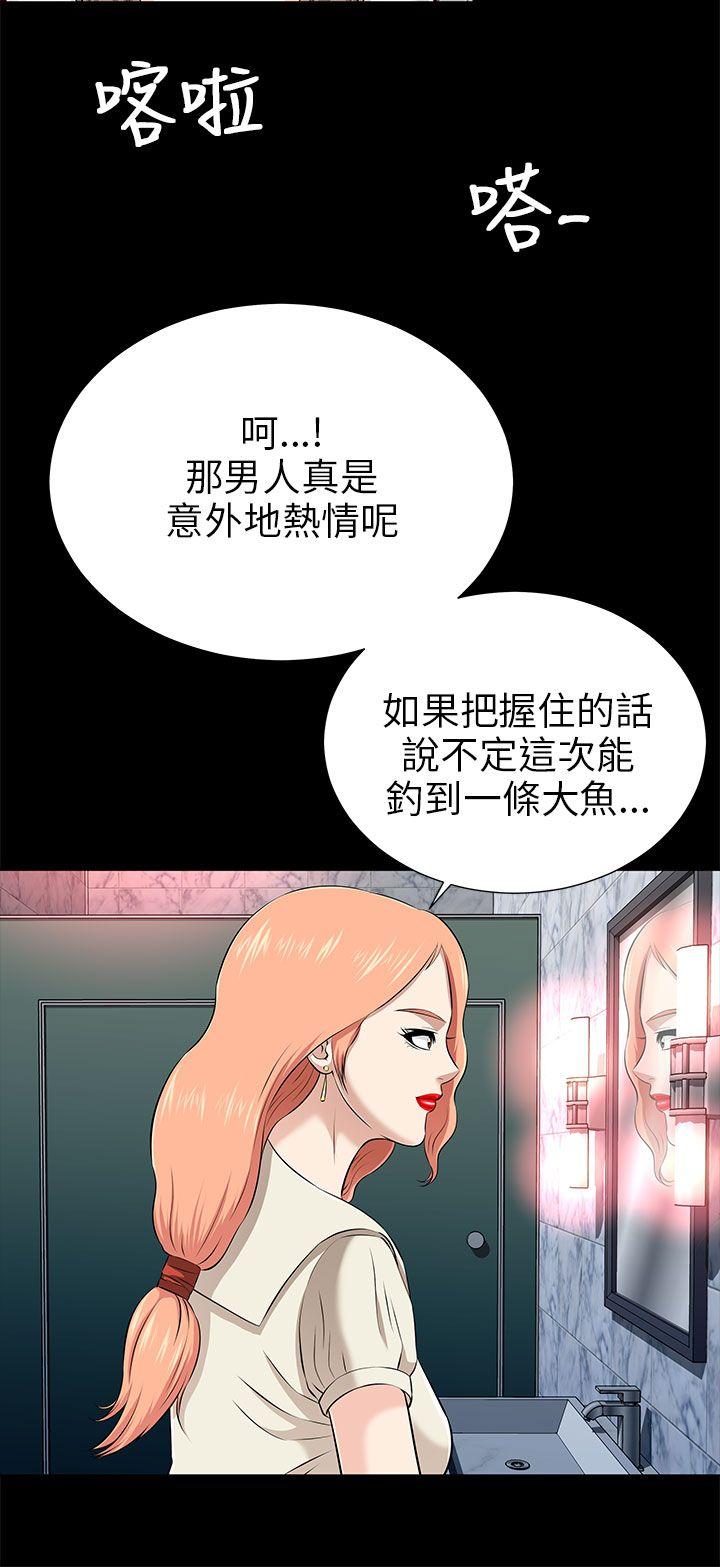 喀啦
嗒-
呵...!
那男人真是
意外地熱情呢
如果把握住的話
說不定這次能
釣到一條大魚...